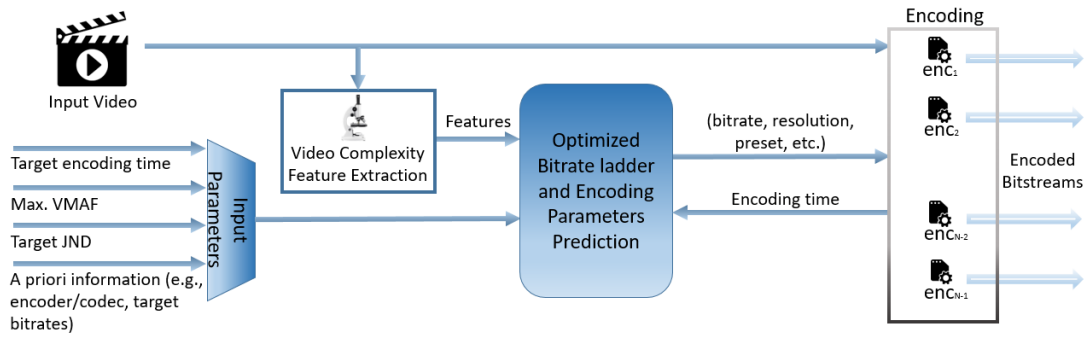 Encoding
enc1
Input Video
enc2
Features
(bitrate, resolution,
preset, etc.)
Video Complexity
Feature Extraction
Optimized
Bitrate ladder
and Encoding
Parameters
Prediction
Target encoding time
Max. VMAF
Target JND
A priori information (e.g.,
encoder/codec, target
bitrates)
Input
Parameters
Encoding time
Encoded
Bitstreams
encN-2
encN-1